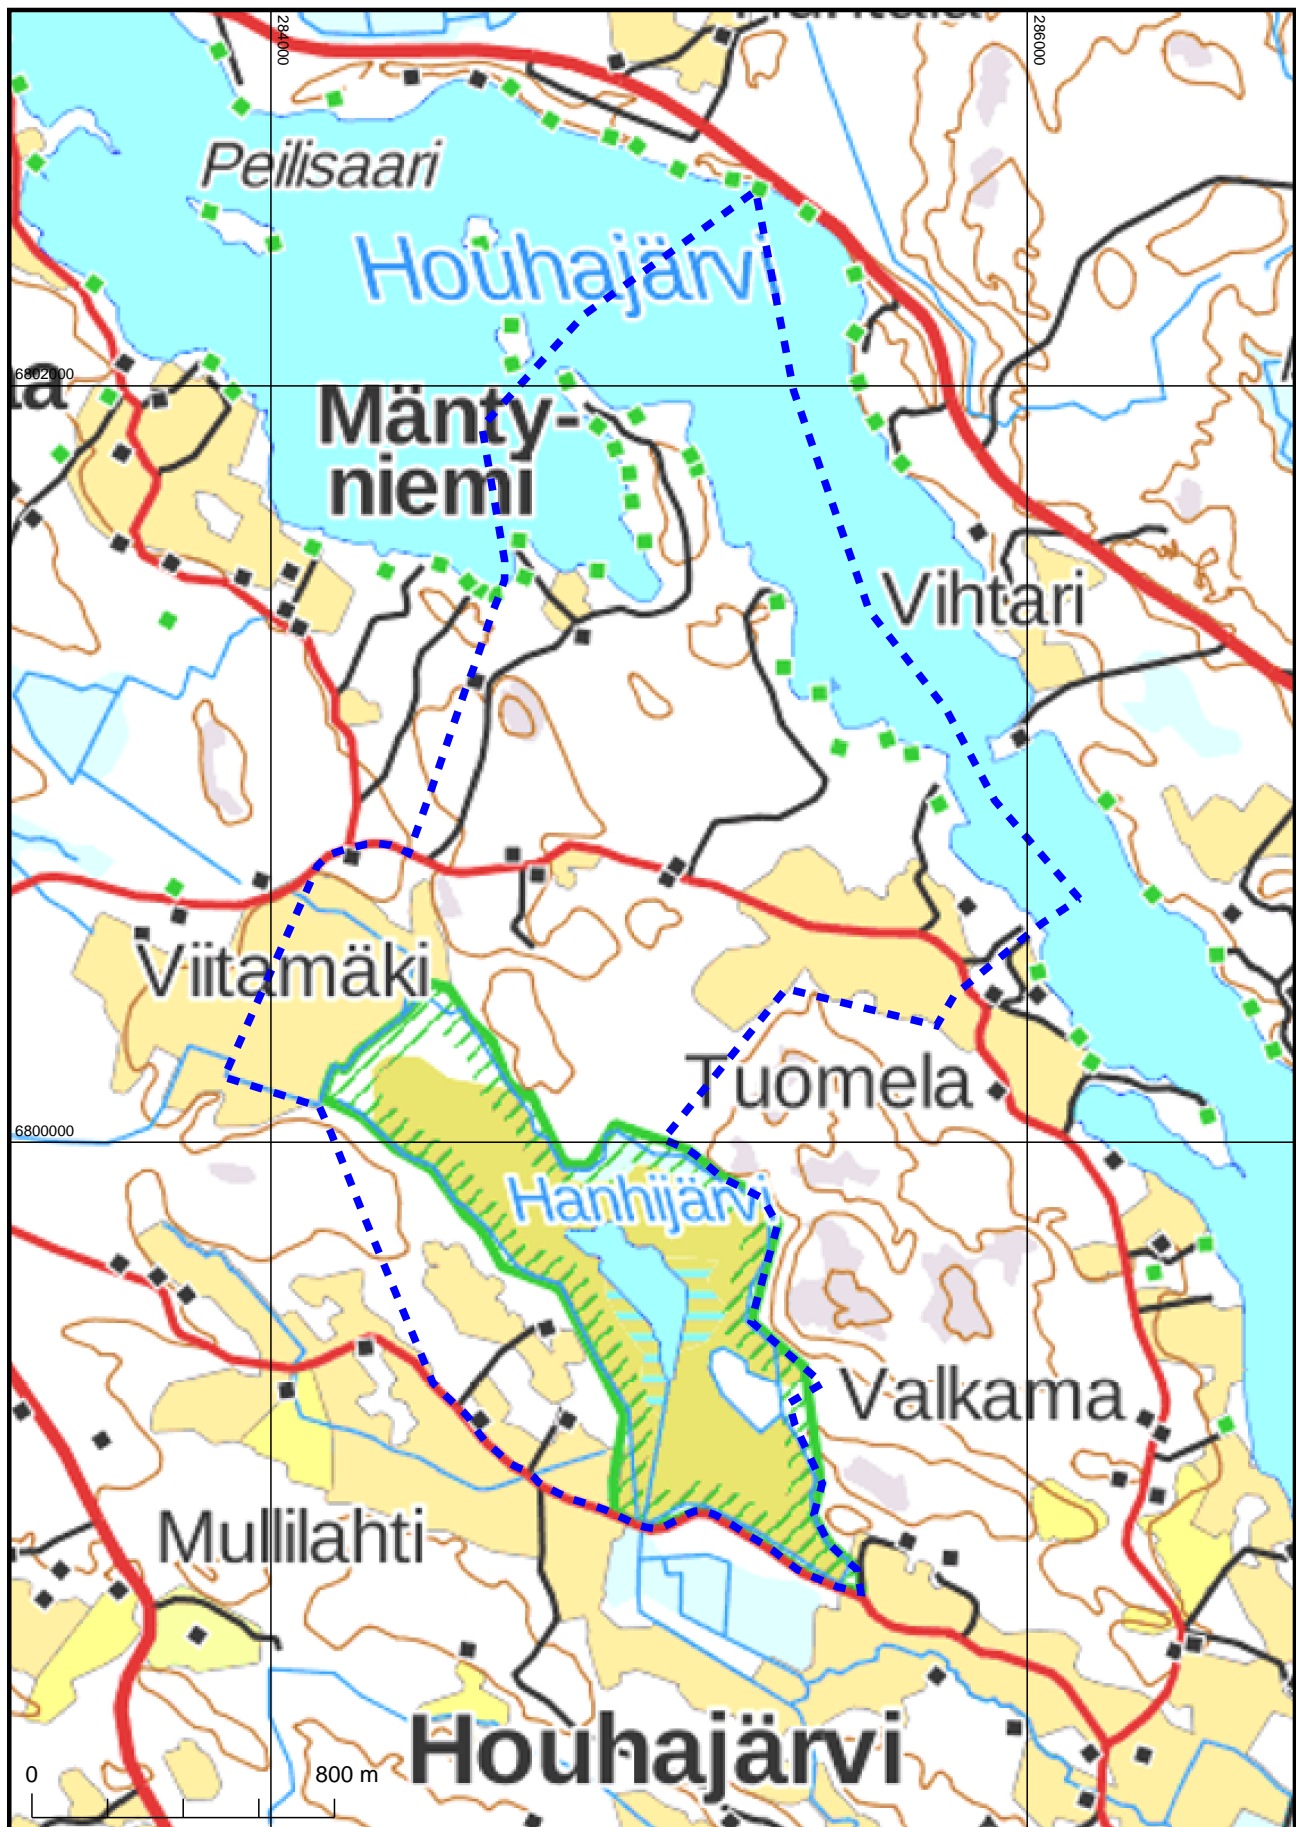 284000
286000
Peilisaari
Houhajärvi
6802000
Mänty-
niemi
Vihtari
Viitamäki
Tuomela
6800000
Hanhijärvi
Valkama
Mullilahti
Houhajärvi
0 800 m